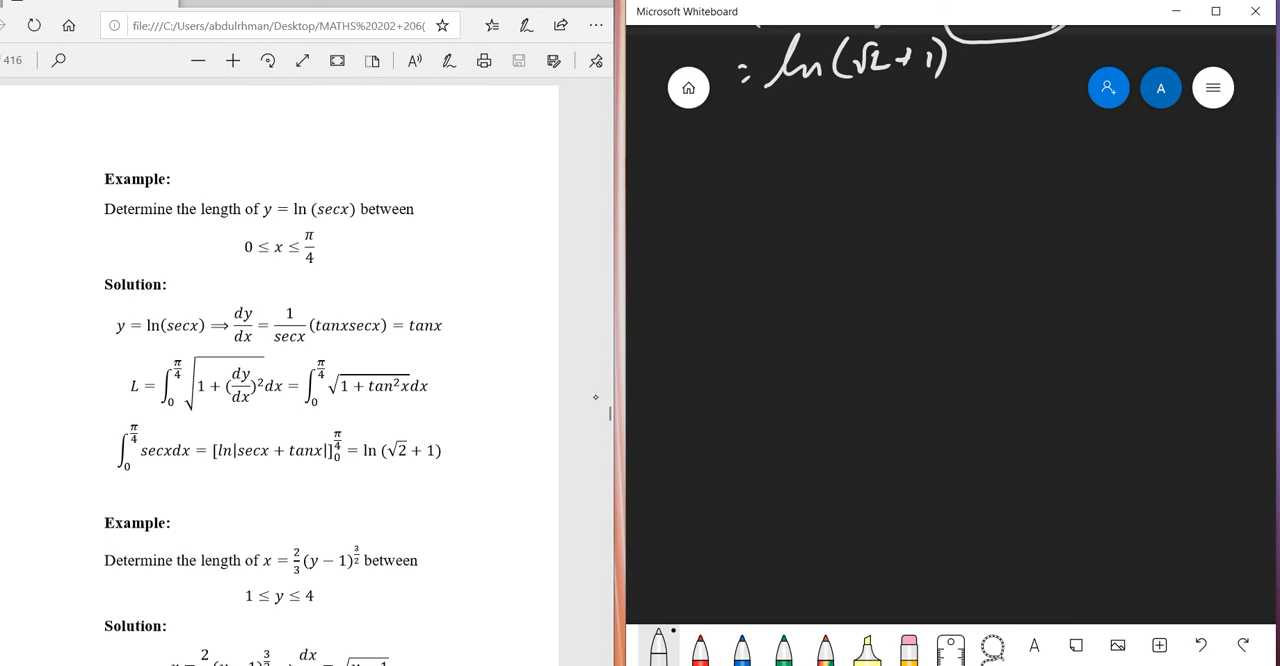 Microsoft Whiteboard
file:///C:/Users/abdulrhman/Desktop/MATHS%20202+206(
416
= ln(√2+1)
A
Example:
Determine the length of y = ln (secx) between
0 ≤ x ≤ π/4
Solution:
y = ln(secx) ⟹ dy/dx = 1/secx (tanxsecx) = tanx
L = ∫₀^(π/4) √(1 + (dy/dx)²) dx = ∫₀^(π/4) √(1 + tan²x) dx
∫₀^(π/4) secxdx = [ln|secx + tanx|]₀^(π/4) = ln (√2 + 1)
Example:
Determine the length of x = 2/3 (y − 1)^(3/2) between
1 ≤ y ≤ 4
Solution:
A